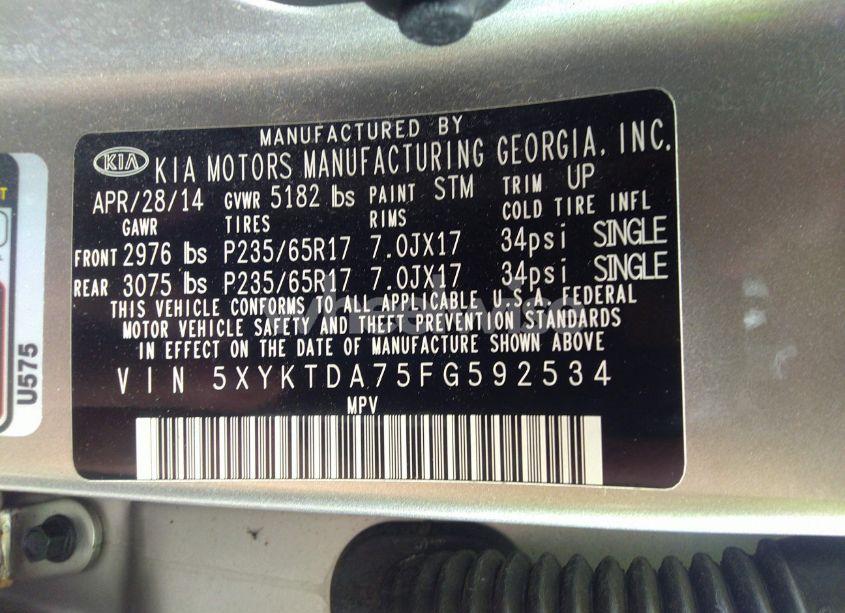 MANUFACTURED BY
KIA KIA MOTORS MANUFACTURING GEORGIA, INC.
APR/28/14 GVWR 5182 lbs PAINT STM TRIM UP
GAWR TIRES RIMS COLD TIRE INFL
FRONT 2976 lbs P235/65R17 7.0JX17 34psi SINGLE
REAR 3075 lbs P235/65R17 7.0JX17 34psi SINGLE
THIS VEHICLE CONFORMS TO ALL APPLICABLE U.S.A. FEDERAL
MOTOR VEHICLE SAFETY AND THEFT PREVENTION STANDARDS
IN EFFECT ON THE DATE OF MANUFACTURE SHOWN ABOVE
VIN 5XYKTDA75FG592534
MPV
U575